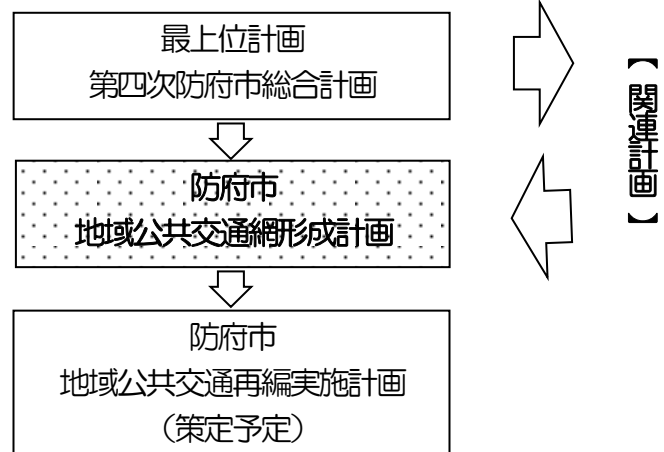 最上位計画
第四次防府市総合計画
防府市
地域公共交通網形成計画
防府市
地域公共交通再編実施計画
（策定予定）
【関連計画】